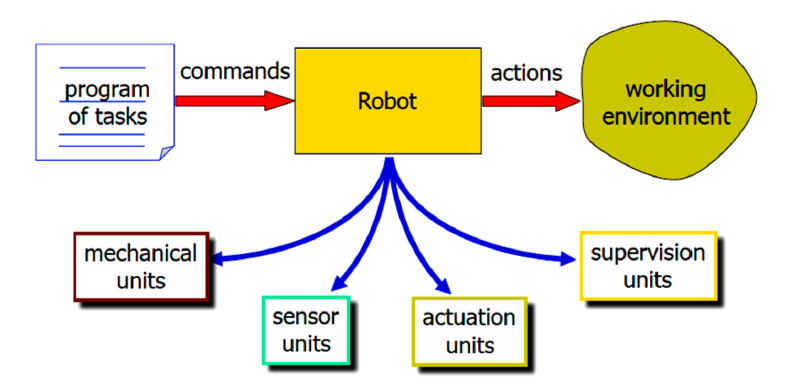 program
of tasks
commands
Robot
actions
working
environment
mechanical
units
sensor
units
actuation
units
supervision
units